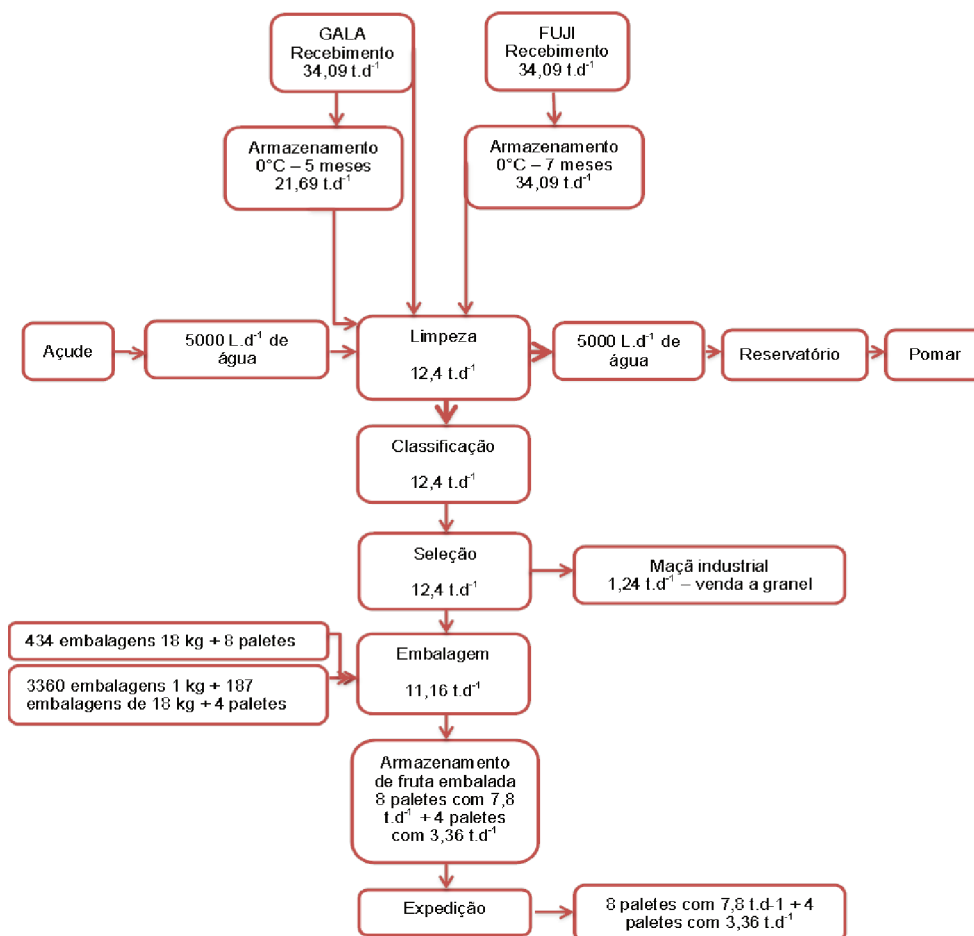 GALA
Recebimento
34,09 t.d⁻¹
FUJI
Recebimento
34,09 t.d⁻¹
Armazenamento
0°C – 5 meses
21,69 t.d⁻¹
Armazenamento
0°C – 7 meses
34,09 t.d⁻¹
Açude
5000 L.d⁻¹ de
água
Limpeza
12,4 t.d⁻¹
5000 L.d⁻¹ de
água
Reservatório
Pomar
Classificação
12,4 t.d⁻¹
Seleção
12,4 t.d⁻¹
Maçã industrial
1,24 t.d⁻¹ – venda a granel
434 embalagens 18 kg + 8 paletes
3360 embalagens 1 kg + 187
embalagens de 18 kg + 4 paletes
Embalagem
11,16 t.d⁻¹
Armazenamento
de fruta embalada
8 paletes com 7,8
t.d⁻¹ + 4 paletes
com 3,36 t.d⁻¹
Expedição
8 paletes com 7,8 t.d-1 + 4
paletes com 3,36 t.d⁻¹